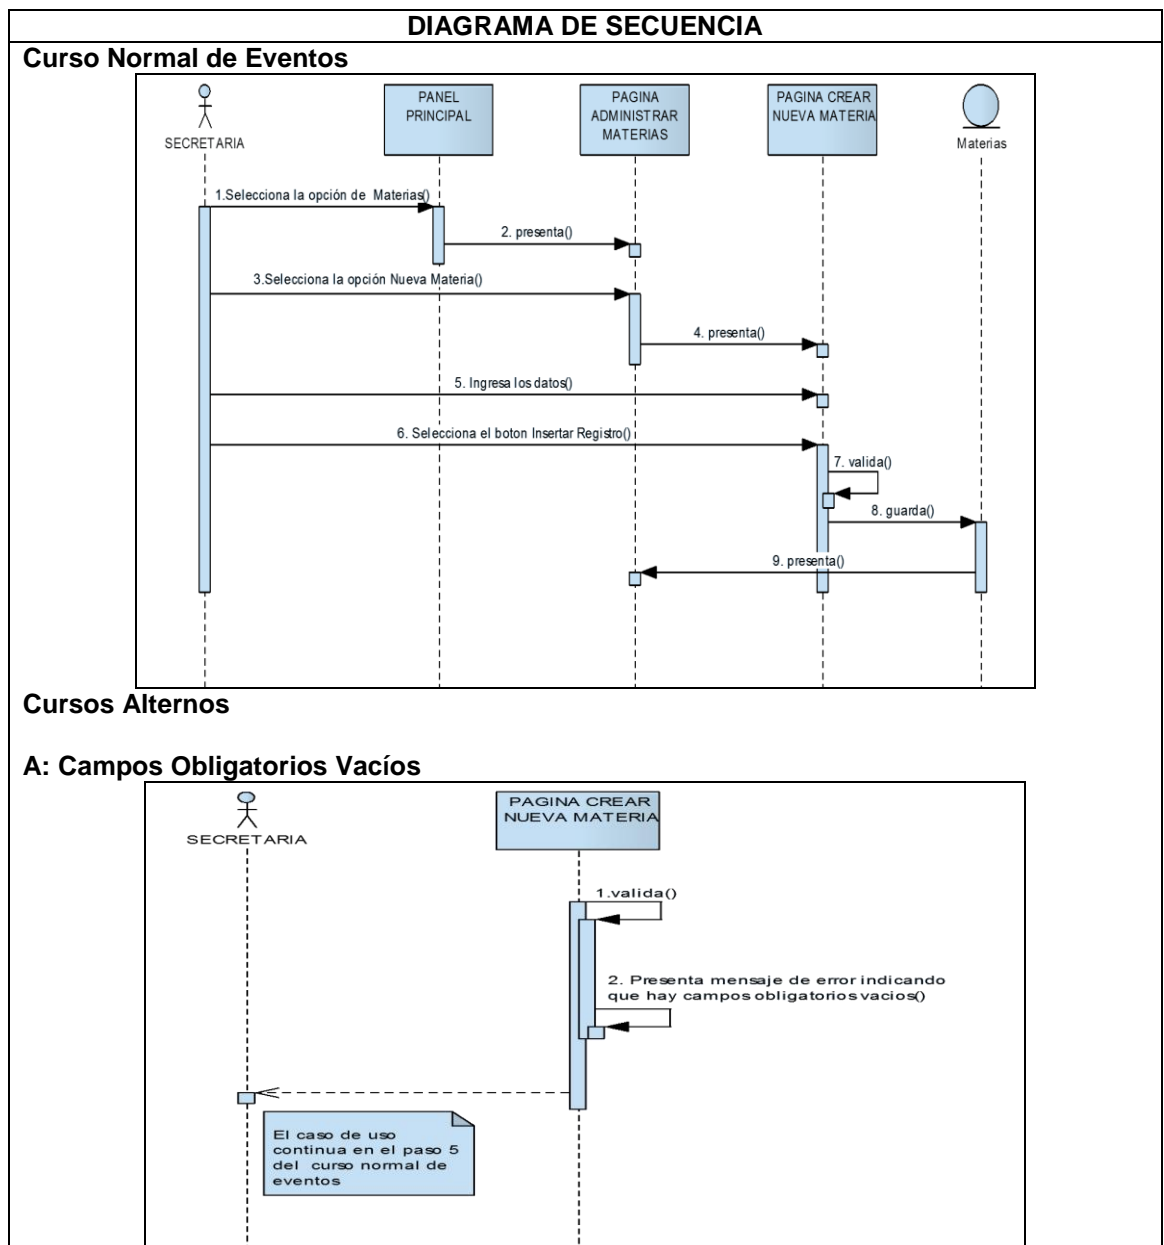 DIAGRAMA DE SECUENCIA
Curso Normal de Eventos
SECRETARIA
PANEL
PRINCIPAL
PAGINA
ADMINISTRAR
MATERIAS
PAGINA CREAR
NUEVA MATERIA
Materias
1.Selecciona la opción de Materias()
2. presenta()
3.Selecciona la opción Nueva Materia()
4. presenta()
5. Ingresa los datos()
6. Selecciona el boton Insertar Registro()
7. valida()
8. guarda()
9. presenta()
Cursos Alternos
A: Campos Obligatorios Vacíos
SECRETARIA
PAGINA CREAR
NUEVA MATERIA
1.valida()
2. Presenta mensaje de error indicando
que hay campos obligatorios vacios()
El caso de uso
continua en el paso 5
del curso normal de
eventos